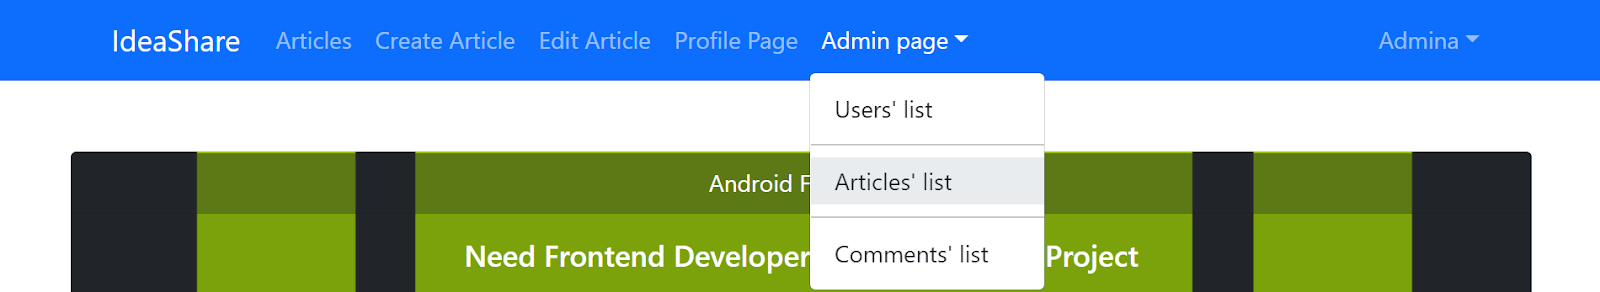 IdeaShare Articles Create Article Edit Article Profile Page Admin page Admina
Users' list
Articles' list
Comments' list
Android F
Need Frontend Developer Project